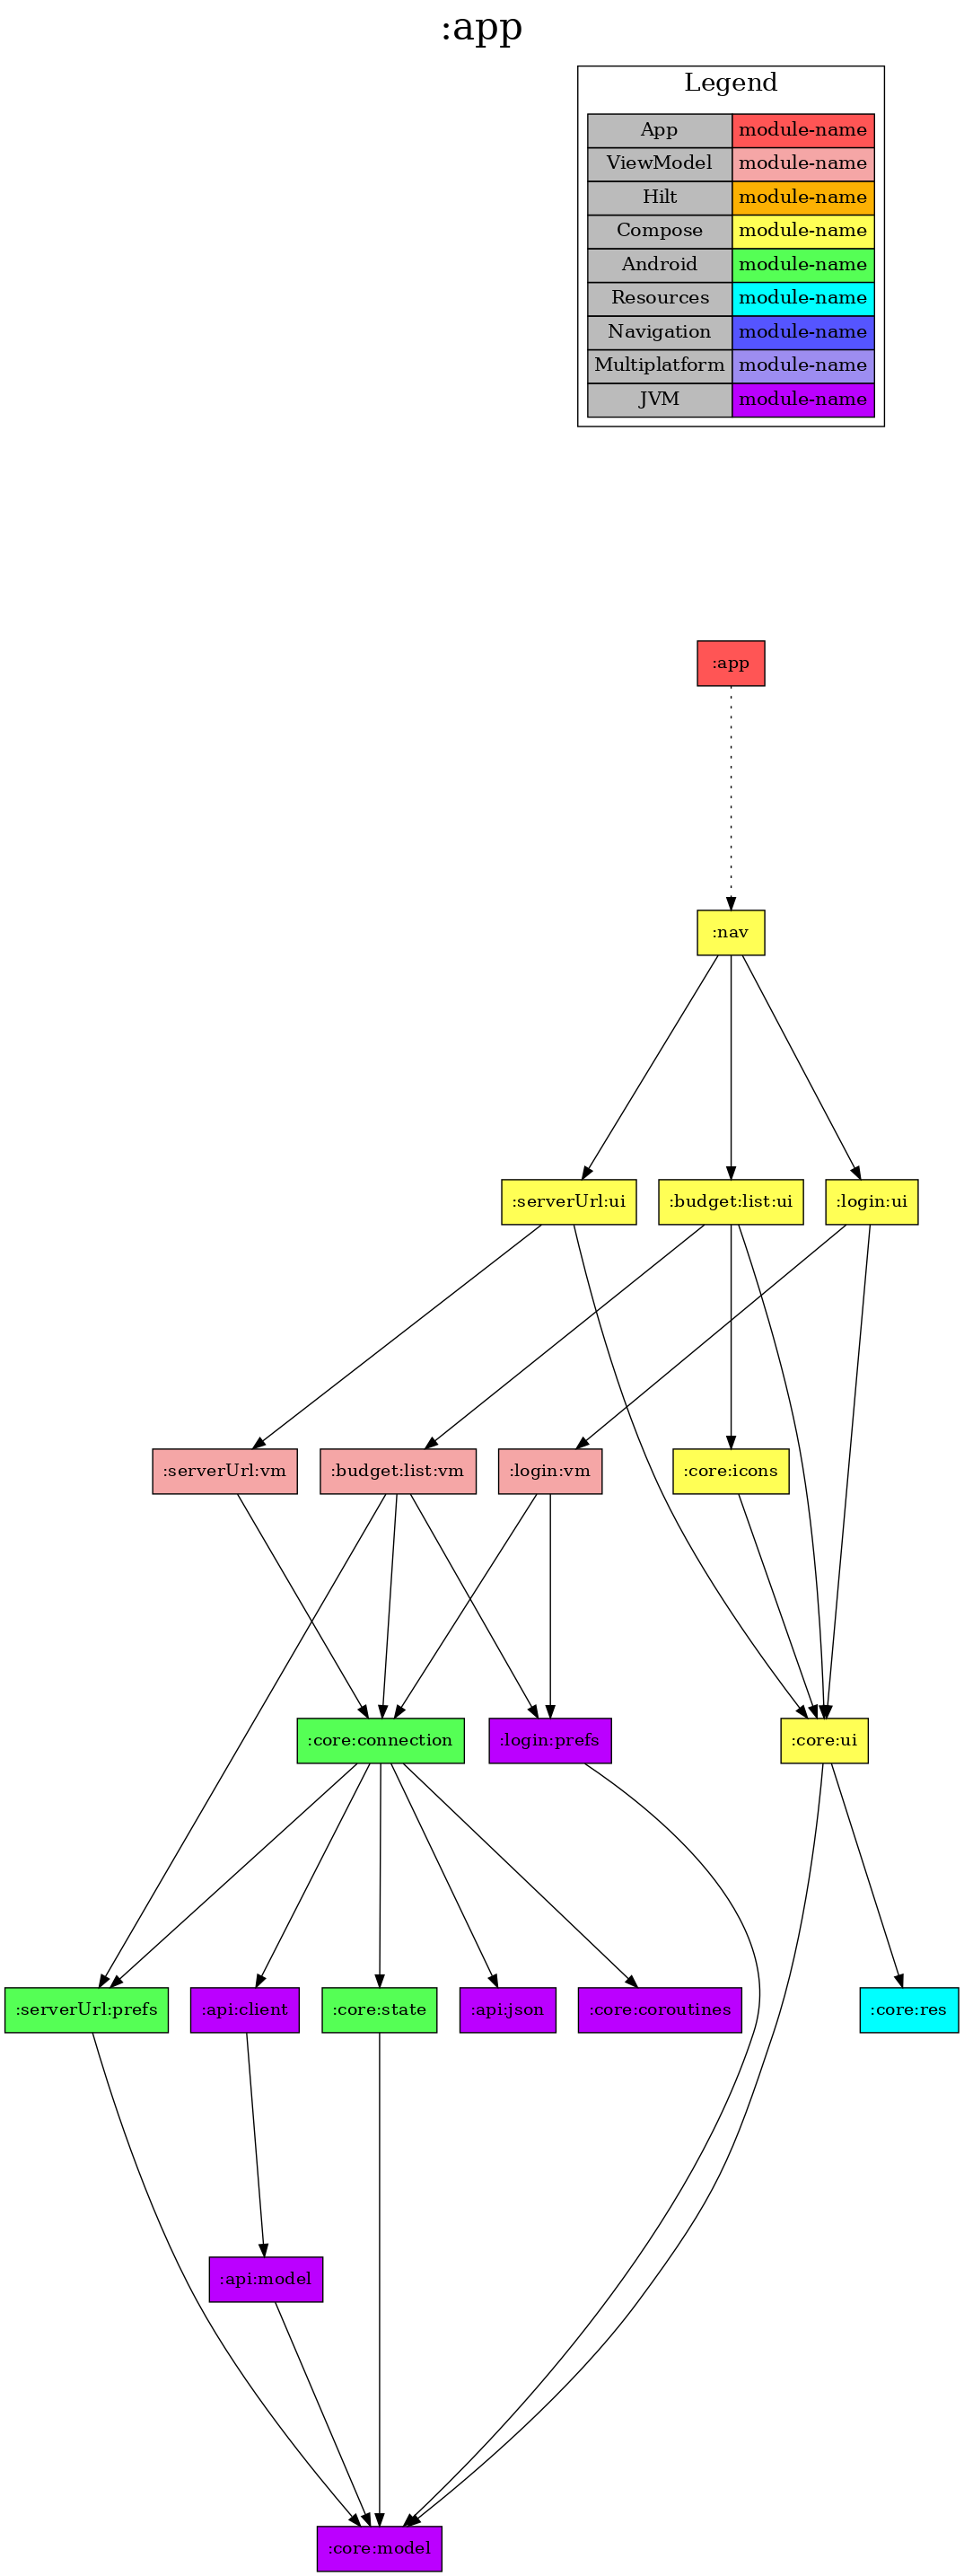 :app
Legend
App module-name
ViewModel module-name
Hilt module-name
Compose module-name
Android module-name
Resources module-name
Navigation module-name
Multiplatform module-name
JVM module-name
:app
:nav
:serverUrl:ui :budget:list:ui :login:ui
:serverUrl:vm :budget:list:vm :login:vm :core:icons
:core:connection :login:prefs :core:ui
:serverUrl:prefs :api:client :core:state :api:json :core:coroutines :core:res
:api:model
:core:model